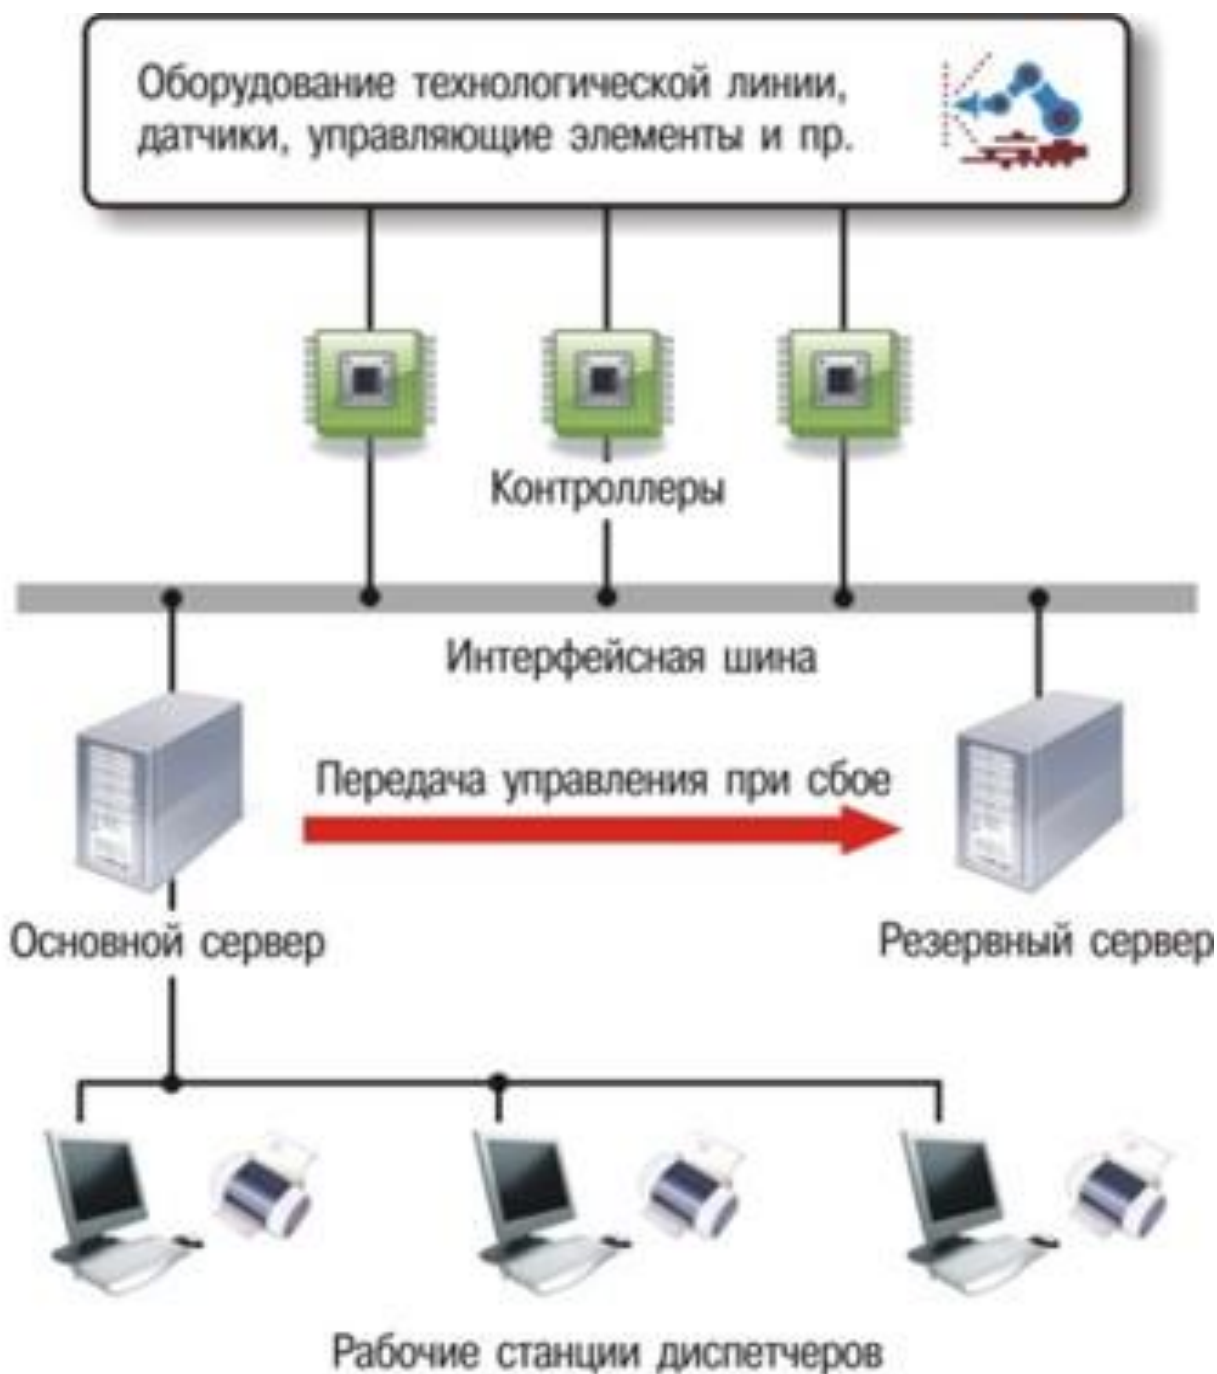 Оборудование технологической линии,
датчики, управляющие элементы и пр.
Контроллеры
Интерфейсная шина
Передача управления при сбое
Основной сервер
Резервный сервер
Рабочие станции диспетчеров